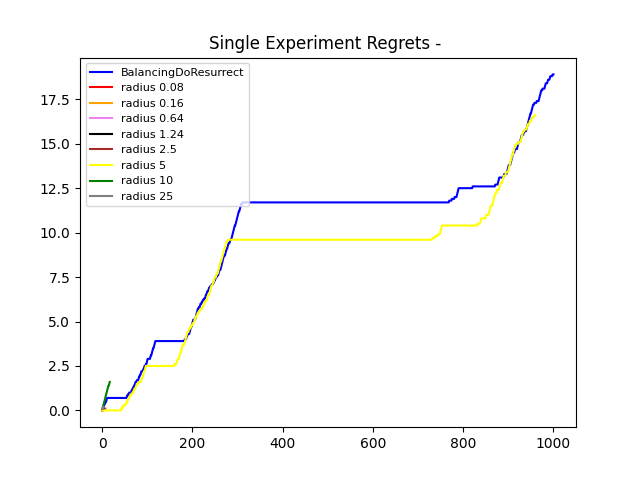 Single Experiment Regrets -
BalancingDoResurrect
radius 0.08
radius 0.16
radius 0.64
radius 1.24
radius 2.5
radius 5
radius 10
radius 25
17.5
15.0
12.5
10.0
7.5
5.0
2.5
0.0
0 200 400 600 800 1000